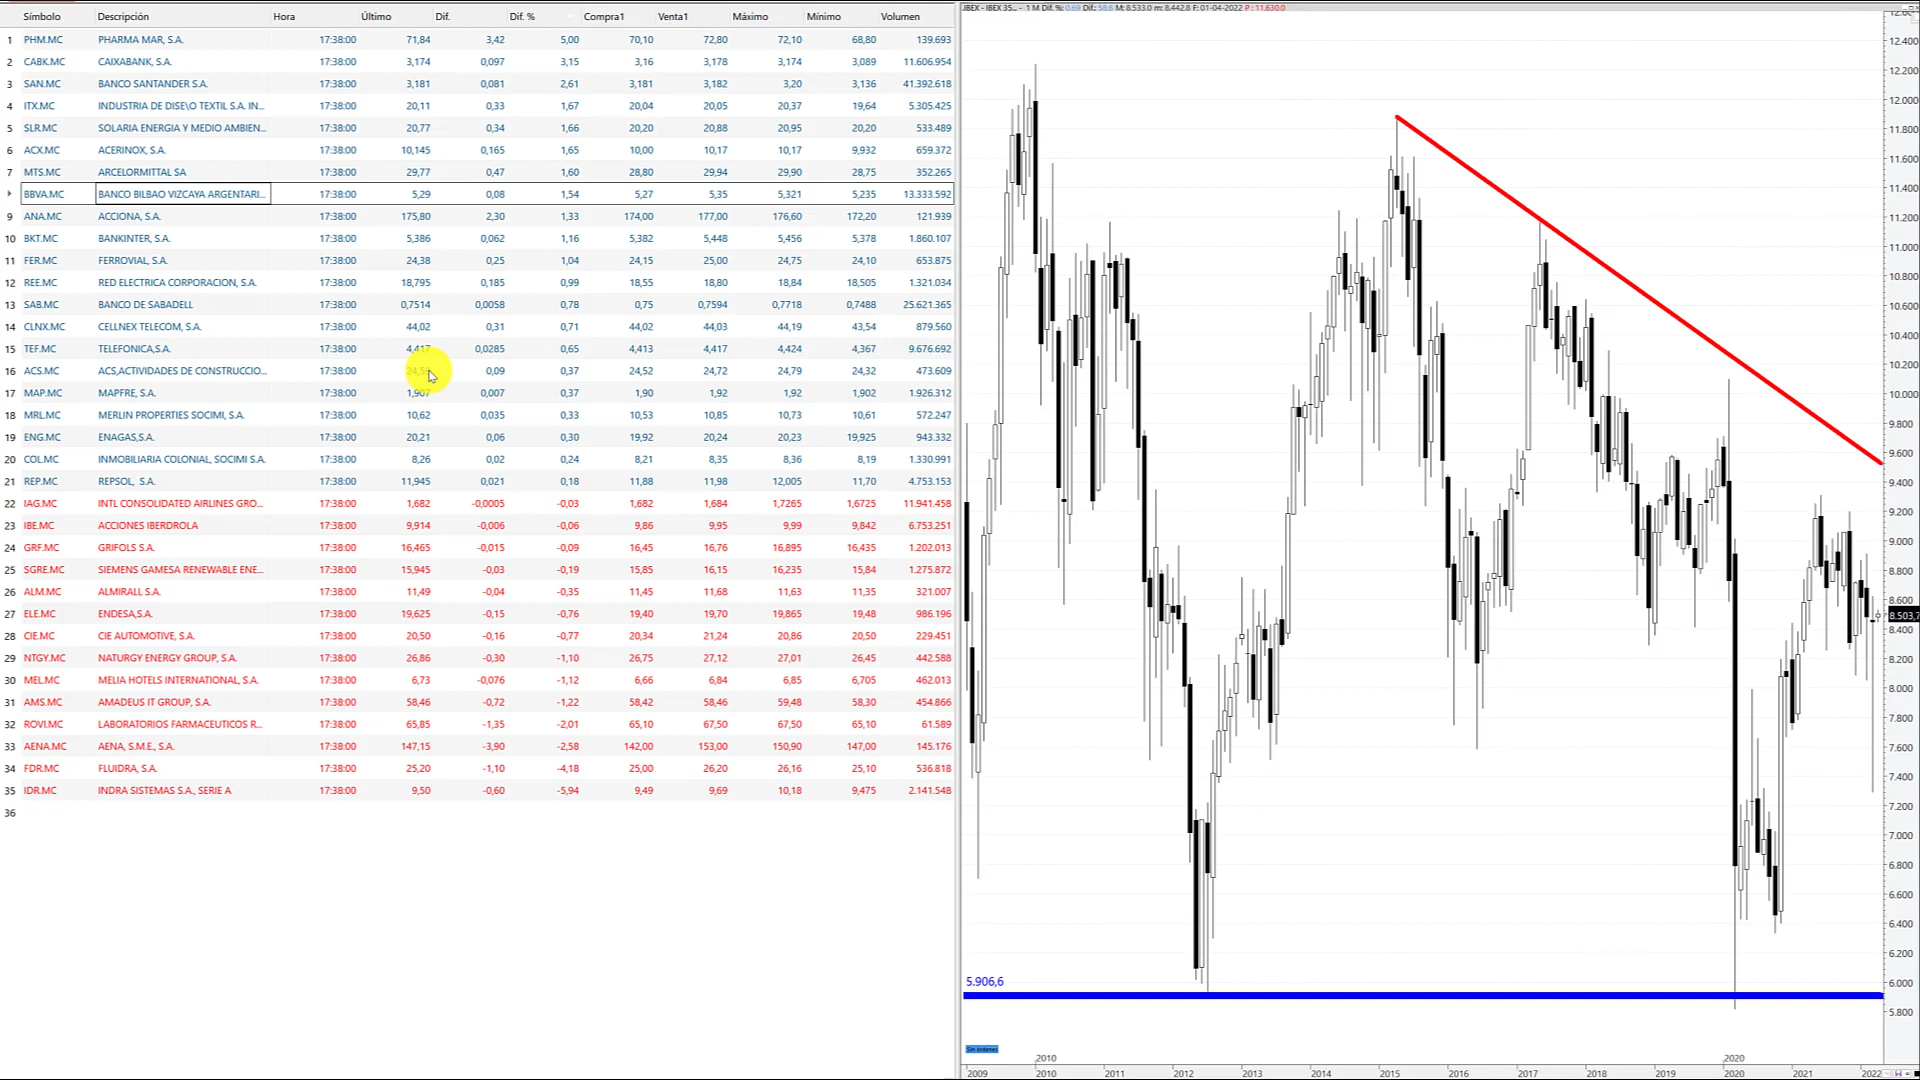 Símbolo Descripción Hora Último Dif. Dif. % Compra1 Venta1 Máximo Mínimo Volumen
1 PHM.MC PHARMA MAR, S.A. 17:38:00 71,84 3,42 5,00 70,10 72,80 72,10 68,80 139.693
2 CABK.MC CAIXABANK, S.A. 17:38:00 3,174 0,097 3,15 3,16 3,178 3,174 3,089 11.606.954
3 SAN.MC BANCO SANTANDER S.A. 17:38:00 3,181 0,081 2,61 3,181 3,182 3,20 3,136 41.392.618
4 ITX.MC INDUSTRIA DE DISE\O TEXTIL S.A. IN... 17:38:00 20,11 0,33 1,67 20,04 20,05 20,37 19,64 5.305.425
5 SLR.MC SOLARIA ENERGIA Y MEDIO AMBIEN... 17:38:00 20,77 0,34 1,66 20,20 20,88 20,95 20,20 533.489
6 ACX.MC ACERINOX, S.A. 17:38:00 10,145 0,165 1,65 10,00 10,17 10,17 9,932 659.372
7 MTS.MC ARCELORMITTAL SA 17:38:00 29,77 0,47 1,60 28,80 29,94 29,90 28,75 352.265
BBVA.MC BANCO BILBAO VIZCAYA ARGENTARI... 17:38:00 5,29 0,08 1,54 5,27 5,35 5,321 5,235 13.333.592
9 ANA.MC ACCIONA, S.A. 17:38:00 175,80 2,30 1,33 174,00 177,00 176,60 172,20 121.939
10 BKT.MC BANKINTER, S.A. 17:38:00 5,386 0,062 1,16 5,382 5,448 5,456 5,378 1.860.107
11 FER.MC FERROVIAL, S.A. 17:38:00 24,38 0,25 1,04 24,15 25,00 24,75 24,10 653.875
12 REE.MC RED ELECTRICA CORPORACION, S.A. 17:38:00 18,795 0,185 0,99 18,55 18,80 18,84 18,505 1.321.034
13 SAB.MC BANCO DE SABADELL 17:38:00 0,7514 0,0058 0,78 0,75 0,7594 0,7718 0,7488 25.621.365
14 CLNX.MC CELLNEX TELECOM, S.A. 17:38:00 44,02 0,31 0,71 44,02 44,03 44,19 43,54 879.560
15 TEF.MC TELEFONICA,S.A. 17:38:00 4,417 0,0285 0,65 4,413 4,417 4,424 4,367 9.676.692
16 ACS.MC ACS,ACTIVIDADES DE CONSTRUCCIO... 17:38:00 0,09 0,37 24,52 24,72 24,79 24,32 473.609
17 MAP.MC MAPFRE, S.A. 17:38:00 1,907 0,007 0,37 1,90 1,92 1,92 1,902 1.926.312
18 MRL.MC MERLIN PROPERTIES SOCIMI, S.A. 17:38:00 10,62 0,035 0,33 10,53 10,85 10,73 10,61 572.247
19 ENG.MC ENAGAS,S.A. 17:38:00 20,21 0,06 0,30 19,92 20,24 20,23 19,925 943.332
20 COL.MC INMOBILIARIA COLONIAL, SOCIMI S.A. 17:38:00 8,26 0,02 0,24 8,21 8,35 8,36 8,19 1.330.991
21 REP.MC REPSOL, S.A. 17:38:00 11,945 0,021 0,18 11,88 11,98 12,005 11,70 4.753.153
22 IAG.MC INTL CONSOLIDATED AIRLINES GRO... 17:38:00 1,682 -0,0005 -0,03 1,682 1,684 1,7265 1,6725 11.941.458
23 IBE.MC ACCIONES IBERDROLA 17:38:00 9,914 -0,006 -0,06 9,86 9,95 9,99 9,842 6.753.251
24 GRF.MC GRIFOLS S.A. 17:38:00 16,465 -0,015 -0,09 16,45 16,76 16,895 16,435 1.202.013
25 SGRE.MC SIEMENS GAMESA RENEWABLE ENE... 17:38:00 15,945 -0,03 -0,19 15,85 16,15 16,235 15,84 1.275.872
26 ALM.MC ALMIRALL S.A. 17:38:00 11,49 -0,04 -0,35 11,45 11,68 11,63 11,35 321.007
27 ELE.MC ENDESA,S.A. 17:38:00 19,625 -0,15 -0,76 19,40 19,70 19,865 19,48 986.196
28 CIE.MC CIE AUTOMOTIVE, S.A. 17:38:00 20,50 -0,16 -0,77 20,34 21,24 20,86 20,50 229.451
29 NTGY.MC NATURGY ENERGY GROUP, S.A. 17:38:00 26,86 -0,30 -1,10 26,75 27,12 27,01 26,45 442.588
30 MEL.MC MELIA HOTELS INTERNATIONAL, S.A. 17:38:00 6,73 -0,076 -1,12 6,66 6,84 6,85 6,705 462.013
31 AMS.MC AMADEUS IT GROUP, S.A. 17:38:00 58,46 -0,72 -1,22 58,42 58,46 59,48 58,30 454.866
32 ROVI.MC LABORATORIOS FARMACEUTICOS R... 17:38:00 65,85 -1,35 -2,01 65,10 67,50 67,50 65,10 61.589
33 AENA.MC AENA, S.M.E., S.A. 17:38:00 147,15 -3,90 -2,58 142,00 153,00 150,90 147,00 145.176
34 FDR.MC FLUIDRA, S.A. 17:38:00 25,20 -1,10 -4,18 25,00 26,20 26,16 25,10 536.818
35 IDR.MC INDRA SISTEMAS S.A., SERIE A 17:38:00 9,50 -0,60 -5,94 9,49 9,69 10,18 9,475 2.141.548
36
IBEX - IBEX 35... - 1 M Dif.%: 0.69 Dif.: 58.6 M: 8.533.0 m: 8.442.8 F: 01-04-2022 P : 11.630.0
12.400
12.200
12.000
11.800
11.600
11.400
11.200
11.000
10.800
10.600
10.400
10.200
10.000
9.800
9.600
9.400
9.200
9.000
8.800
8.600
8.503,7
8.400
8.200
8.000
7.800
7.600
7.400
7.200
7.000
6.800
6.600
6.400
6.200
6.000
5.800
5.906,6
Sin órdenes
2010 2020
2009 2010 2011 2012 2013 2014 2015 2016 2017 2018 2019 2020 2021 2022